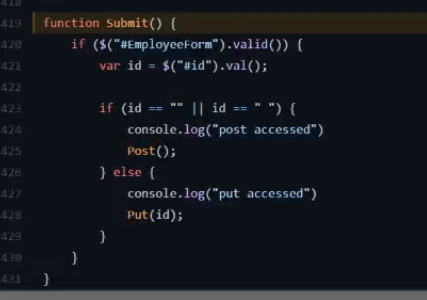 418
419 function Submit() {
420     if ($("#EmployeeForm").valid()) {
421         var id = $("#id").val();
422
423         if (id == "" || id == " ") {
424             console.log("post accessed")
425             Post();
426         } else {
427             console.log("put accessed")
428             Put(id);
429         }
430     }
431 }